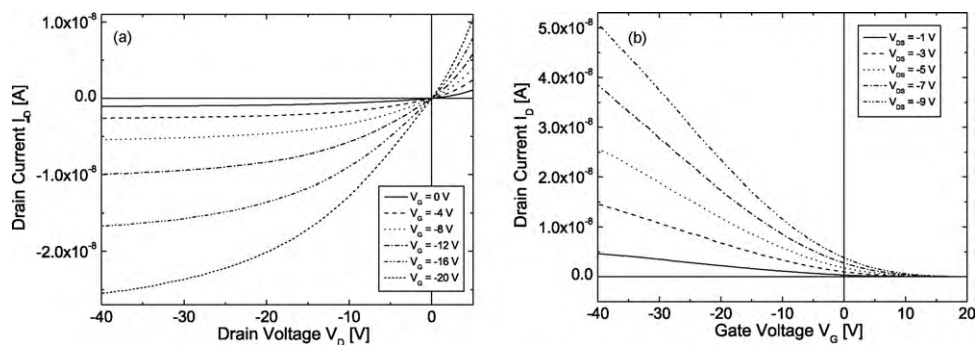 (a)
1.0x10⁻⁸
0.0
-1.0x10⁻⁸
-2.0x10⁻⁸
Drain Current I_D [A]
-40 -30 -20 -10 0
Drain Voltage V_D [V]
V_G = 0 V
V_G = -4 V
V_G = -8 V
V_G = -12 V
V_G = -16 V
V_G = -20 V
(b)
5.0x10⁻⁸
4.0x10⁻⁸
3.0x10⁻⁸
2.0x10⁻⁸
1.0x10⁻⁸
0.0
Drain Current I_D [A]
-40 -30 -20 -10 0 10 20
Gate Voltage V_G [V]
V_DS = -1 V
V_DS = -3 V
V_DS = -5 V
V_DS = -7 V
V_DS = -9 V